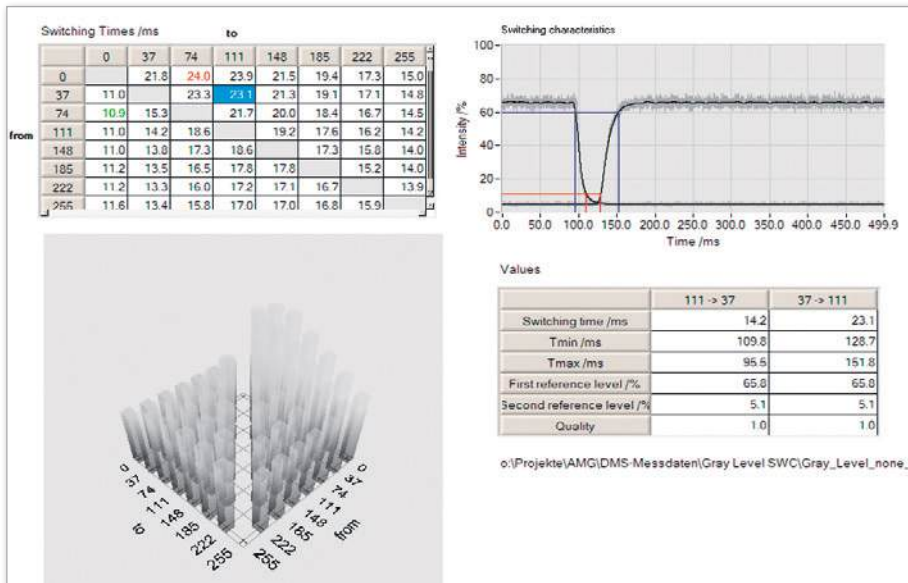 Switching Times /ms to
0 37 74 111 148 185 222 255
0 21.8 24.0 23.9 21.5 19.4 17.3 15.0
37 11.0 23.3 23.1 21.3 19.1 17.1 14.8
74 10.9 15.3 21.7 20.0 18.4 16.7 14.5
from
111 11.0 14.2 18.6 19.2 17.6 16.2 14.2
148 11.0 13.8 17.3 18.6 17.3 15.8 14.0
185 11.2 13.5 16.5 17.8 17.8 15.2 14.0
222 11.2 13.3 16.0 17.2 17.1 16.7 13.9
255 11.6 13.4 15.8 17.0 17.0 16.8 15.9
0
37
74
111
148
185
222
255
to
0
37
74
111
148
185
222
255
from
Switching characteristics
100
80
60
40
20
0
Intensity /%
0.0 50.0 100.0 150.0 200.0 250.0 300.0 350.0 400.0 450.0 499.9
Time /ms
Values
111 -> 37 37 -> 111
Switching time /ms 14.2 23.1
Tmin /ms 109.8 128.7
Tmax /ms 95.5 151.8
First reference level /% 65.8 65.8
Second reference level /% 5.1 5.1
Quality 1.0 1.0
o:\Projekte\AMG\DMS-Messdaten\Gray Level SWC\Gray_Level_none_